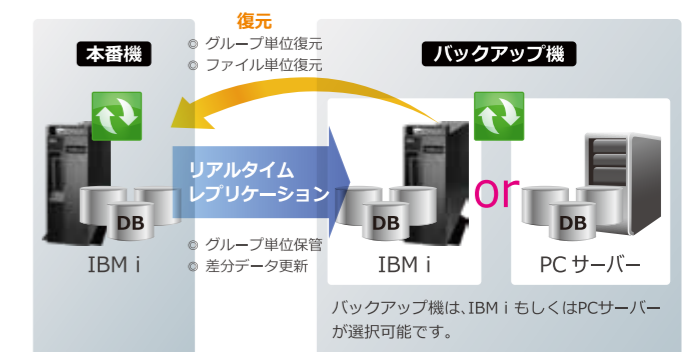 復元
本番機
◎ グループ単位復元
◎ ファイル単位復元
バックアップ機
リアルタイム
レプリケーション
DB
DB
or
DB
◎ グループ単位保管
◎ 差分データ更新
IBM i
IBM i
PC サーバー
バックアップ機は、IBM i もしくはPCサーバー
が選択可能です。